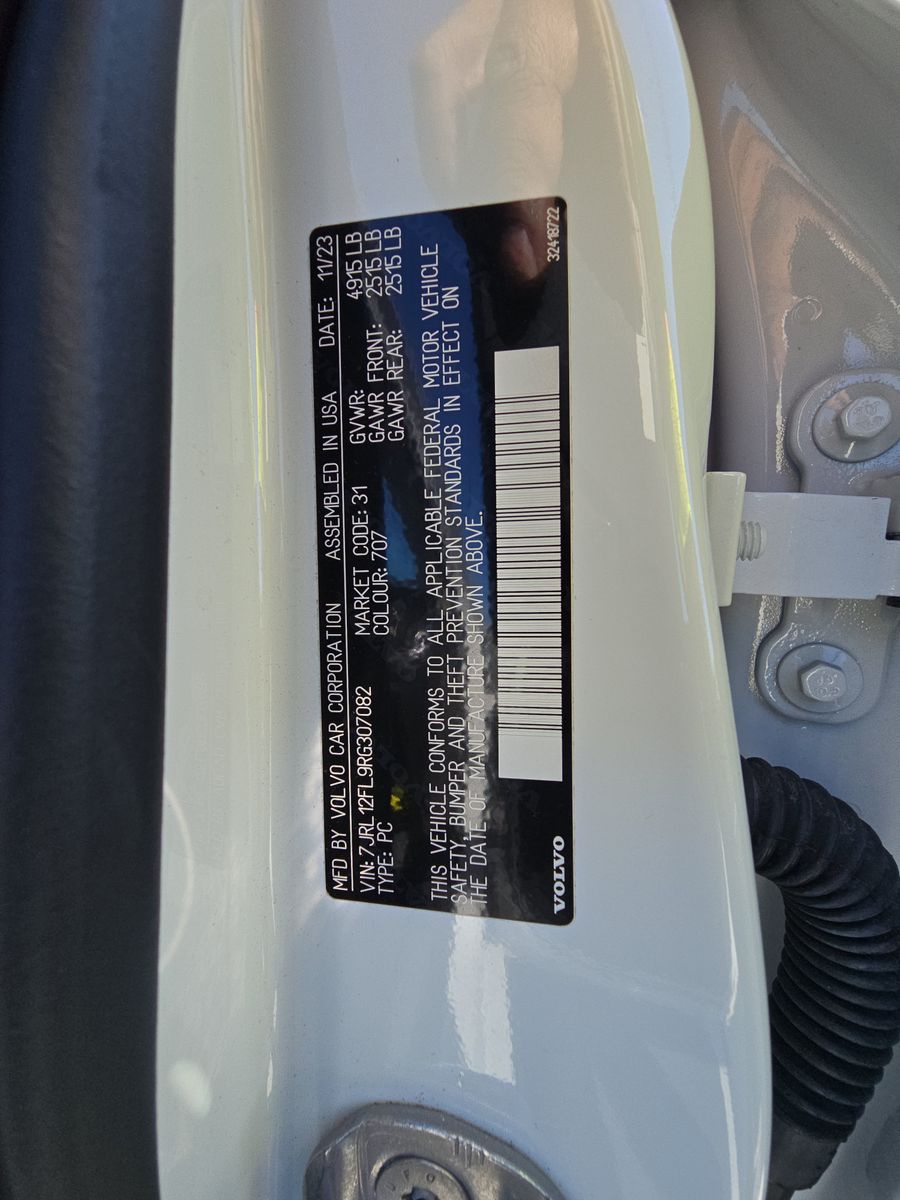 MFD BY VOLVO CAR CORPORATION ASSEMBLED IN USA DATE: 11/23
VIN: 7JRL12FL9RG307082 MARKET CODE: 31 GVWR: 4915 LB
TYPE: PC COLOUR: 707 GAWR FRONT: 2515 LB
GAWR REAR: 2515 LB
THIS VEHICLE CONFORMS TO ALL APPLICABLE FEDERAL MOTOR VEHICLE
SAFETY, BUMPER AND THEFT PREVENTION STANDARDS IN EFFECT ON
THE DATE OF MANUFACTURE SHOWN ABOVE.
VOLVO 32418722